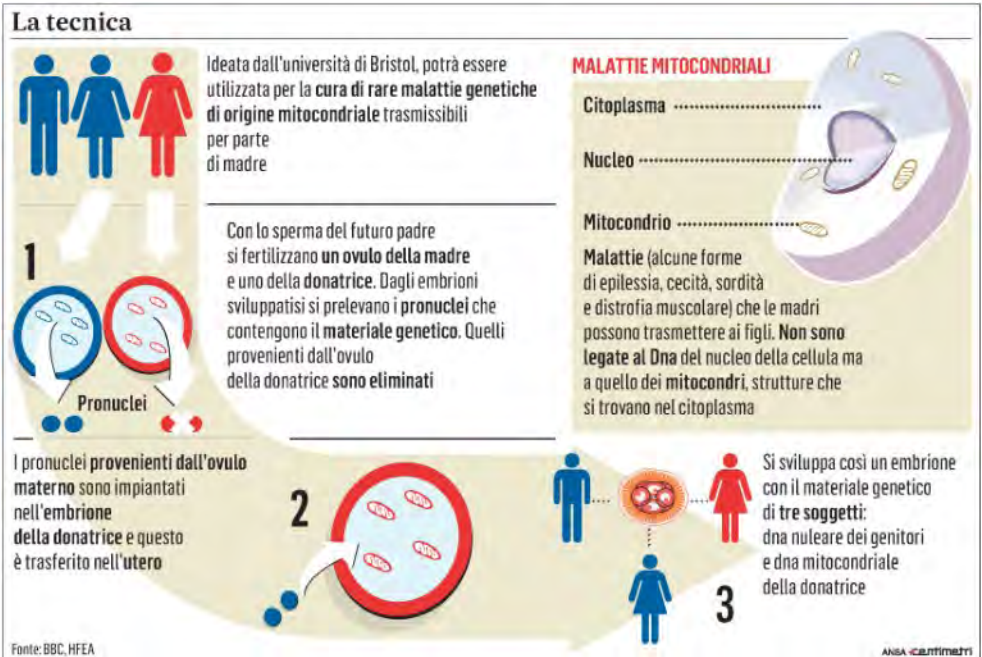 La tecnica
Ideata dall'università di Bristol, potrà essere
utilizzata per la cura di rare malattie genetiche
di origine mitocondriale trasmissibili
per parte
di madre
1
Con lo sperma del futuro padre
si fertilizzano un ovulo della madre
e uno della donatrice. Dagli embrioni
sviluppatisi si prelevano i pronuclei che
contengono il materiale genetico. Quelli
provenienti dall'ovulo
della donatrice sono eliminati
Pronuclei
MALATTIE MITOCONDRIALI
Citoplasma
Nucleo
Mitocondrio
Malattie (alcune forme
di epilessia, cecità, sordità
e distrofia muscolare) che le madri
possono trasmettere ai figli. Non sono
legate al Dna del nucleo della cellula ma
a quello dei mitocondri, strutture che
si trovano nel citoplasma
I pronuclei provenienti dall'ovulo
materno sono impiantati
nell'embrione
della donatrice e questo
è trasferito nell'utero
2
Si sviluppa così un embrione
con il materiale genetico
di tre soggetti:
dna nuleare dei genitori
e dna mitocondriale
della donatrice
3
Fonte: BBC, HFEA
ANSA centimetri